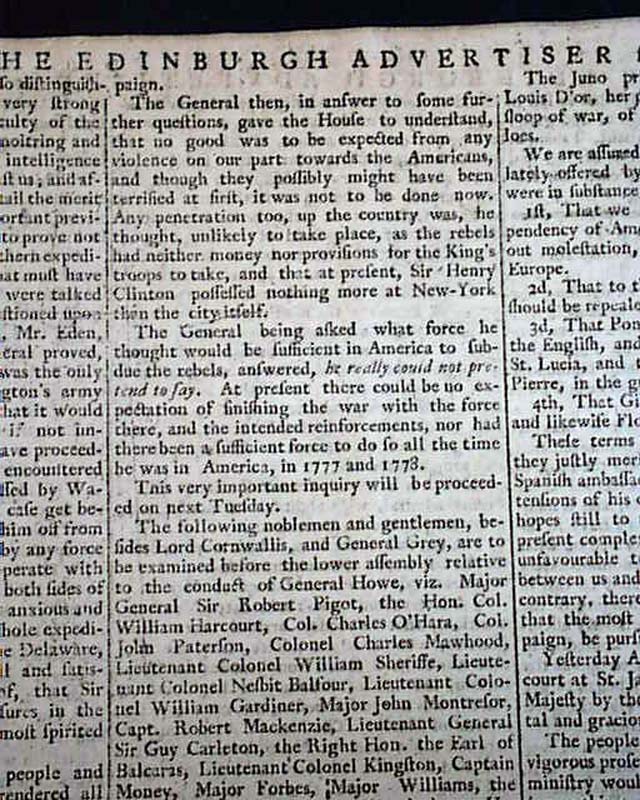 HE EDINBURGH ADVERTISER
so distinguish-
very strong
culty of the
noitring and
intelligence
st us; and af-
tail the merit
ortant previ-
to prove not
thern expedi-
hat must have
were talked
stioned upon
, Mr. Eden,
eral proved,
was the only
gton's army
hat it would
if not im-
ave proceed-
encountered
ssed by Wa-
case get be-
him off from
by any force
perate with
both sides of
anxious and
hole expedi-
he Delaware,
l and satis-
of, that Sir
sures in the
most spirited
people and
rendered all
paign.
The General then, in answer to some fur-
ther questions, gave the House to understand,
that no good was to be expected from any
violence on our part towards the Americans,
and though they possibly might have been
terrified at first, it was not to be done now.
Any penetration too, up the country was, he
thought, unlikely to take place, as the rebels
had neither money nor provisions for the King's
troops to take, and that at present, Sir Henry
Clinton possessed nothing more at New-York
than the city itself.
The General being asked what force he
thought would be sufficient in America to sub-
due the rebels, answered, he really could not pre-
tend to say. At present there could be no ex-
pectation of finishing the war with the force
there, and the intended reinforcements, nor had
there been a sufficient force to do so all the time
he was in America, in 1777 and 1778.
This very important inquiry will be proceed-
ed on next Tuesday.
The following noblemen and gentlemen, be-
sides Lord Cornwallis, and General Grey, are to
be examined before the lower assembly relative
to the conduct of General Howe, viz. Major
General Sir Robert Pigot, the Hon. Col.
William Harcourt, Col. Charles O'Hara, Col.
John Paterson, Colonel Charles Mawhood,
Lieutenant Colonel William Sheriffe, Lieute-
nant Colonel Nesbit Balfour, Lieutenant Colo-
nel William Gardiner, Major John Montresor,
Capt. Robert Mackenzie, Lieutenant General
Sir Guy Carleton, the Right Hon. the Earl of
Balcaras, Lieutenant Colonel Kingston, Captain
Money, Major Forbes, Major Williams, the
The Juno pr
Louis D'or, her p
sloop of war, of
Joes.
We are assured
lately offered by
were in substance
1st, That we
pendency of Ame
out molestation,
Europe.
2d, That to t
should be repeale
3d, That Pon
the English, and
St. Lucia, and t
Pierre, in the g
4th, That Gi
and likewise Flo
These terms
they justly meri
Spanish ambassa
tensions of his
hopes still to
present complex
unfavourable t
between us and
contrary, there
that the most
paign, be purs
Yesterday A
court at St. Ja
Majesty by th
tal and gracio
The people
vigorous prose
ministry woul